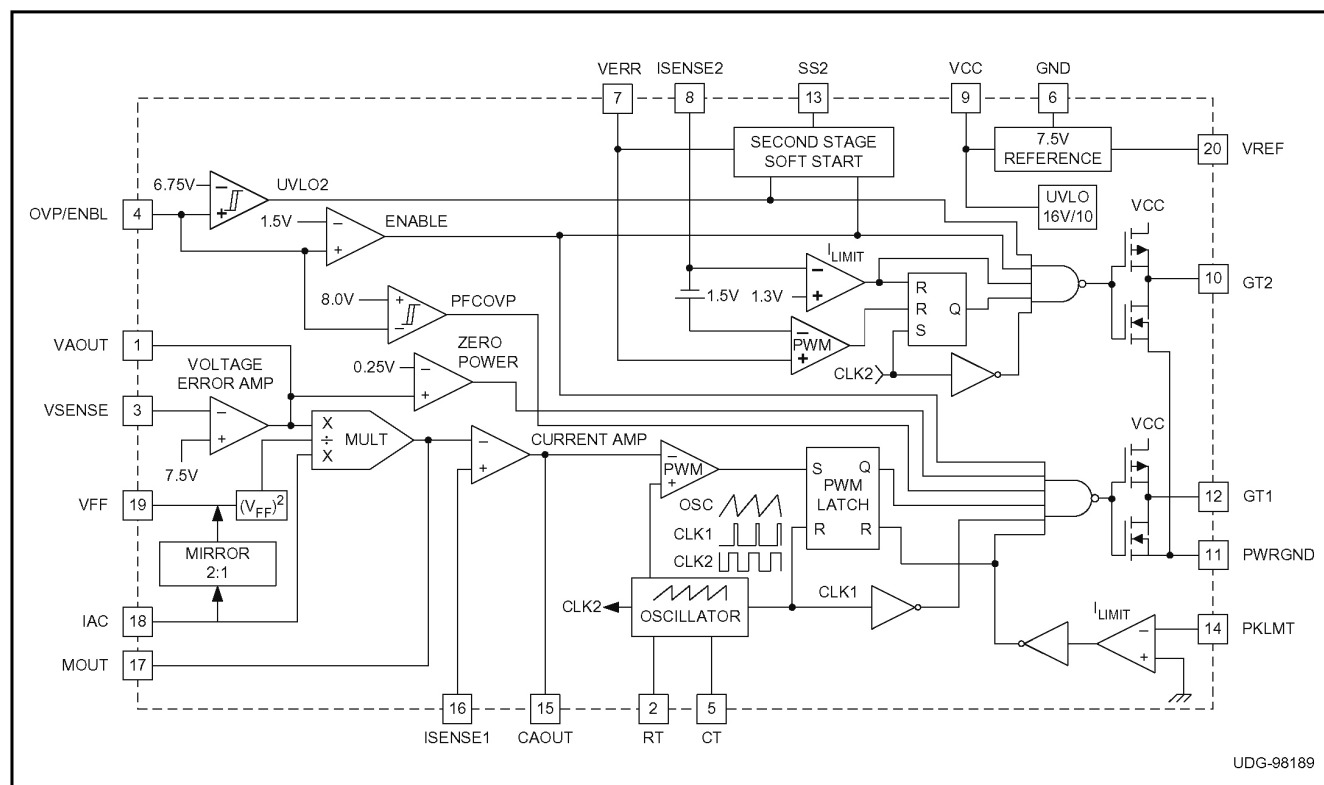 VERR
ISENSE2
SS2
VCC
GND
7
8
13
9
6
SECOND STAGE
SOFT START
7.5V
REFERENCE
20
VREF
6.75V
UVLO2
UVLO
16V/10
VCC
OVP/ENBL
4
1.5V
ENABLE
ILIMIT
1.5V
1.3V
R
R
S
Q
10
GT2
8.0V
PFCOVP
PWM
CLK2
VAOUT
1
ZERO
POWER
0.25V
VOLTAGE
ERROR AMP
VSENSE
3
7.5V
X
÷
X
MULT
CURRENT AMP
VCC
PWM
S
Q
PWM
LATCH
R
R
OSC
CLK1
CLK2
12
GT1
VFF
19
(VFF)2
MIRROR
2:1
11
PWRGND
CLK2
OSCILLATOR
CLK1
ILIMIT
14
PKLMT
IAC
18
MOUT
17
16
15
2
5
ISENSE1
CAOUT
RT
CT
UDG-98189